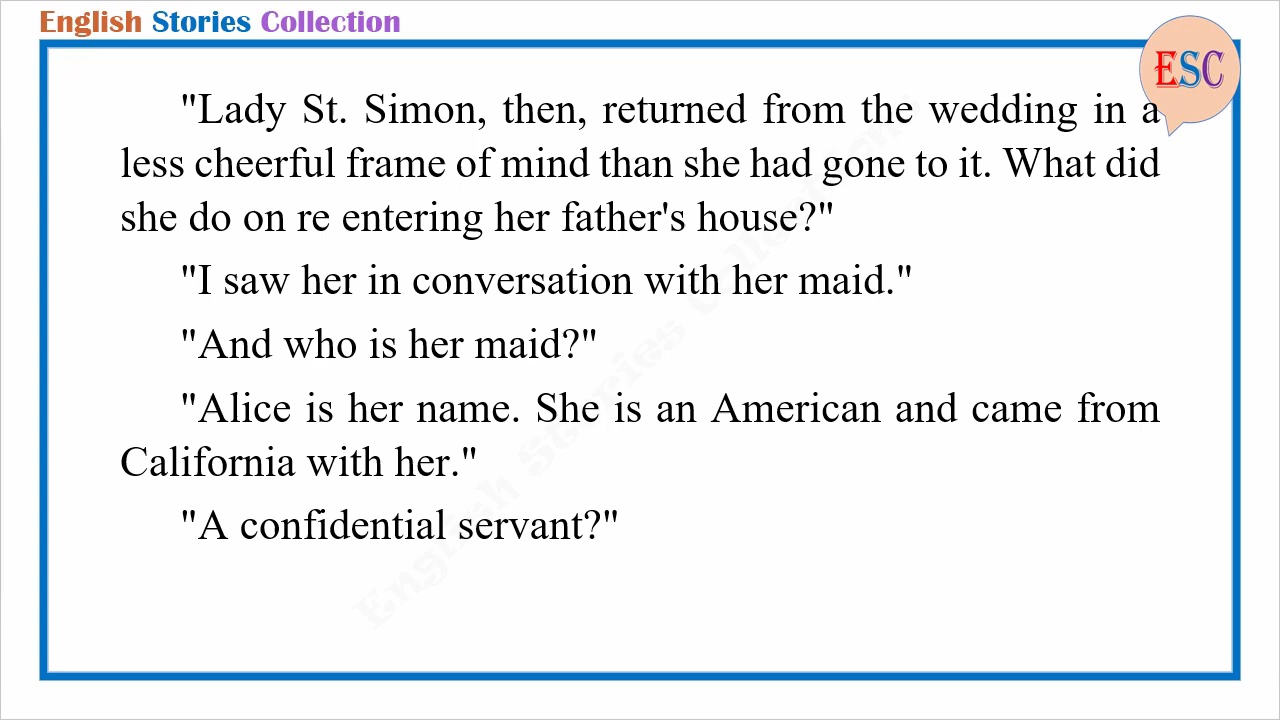 English Stories Collection
ESC
"Lady St. Simon, then, returned from the wedding in a
less cheerful frame of mind than she had gone to it. What did
she do on re entering her father's house?"
"I saw her in conversation with her maid."
"And who is her maid?"
"Alice is her name. She is an American and came from
California with her."
"A confidential servant?"
English Stories Collection